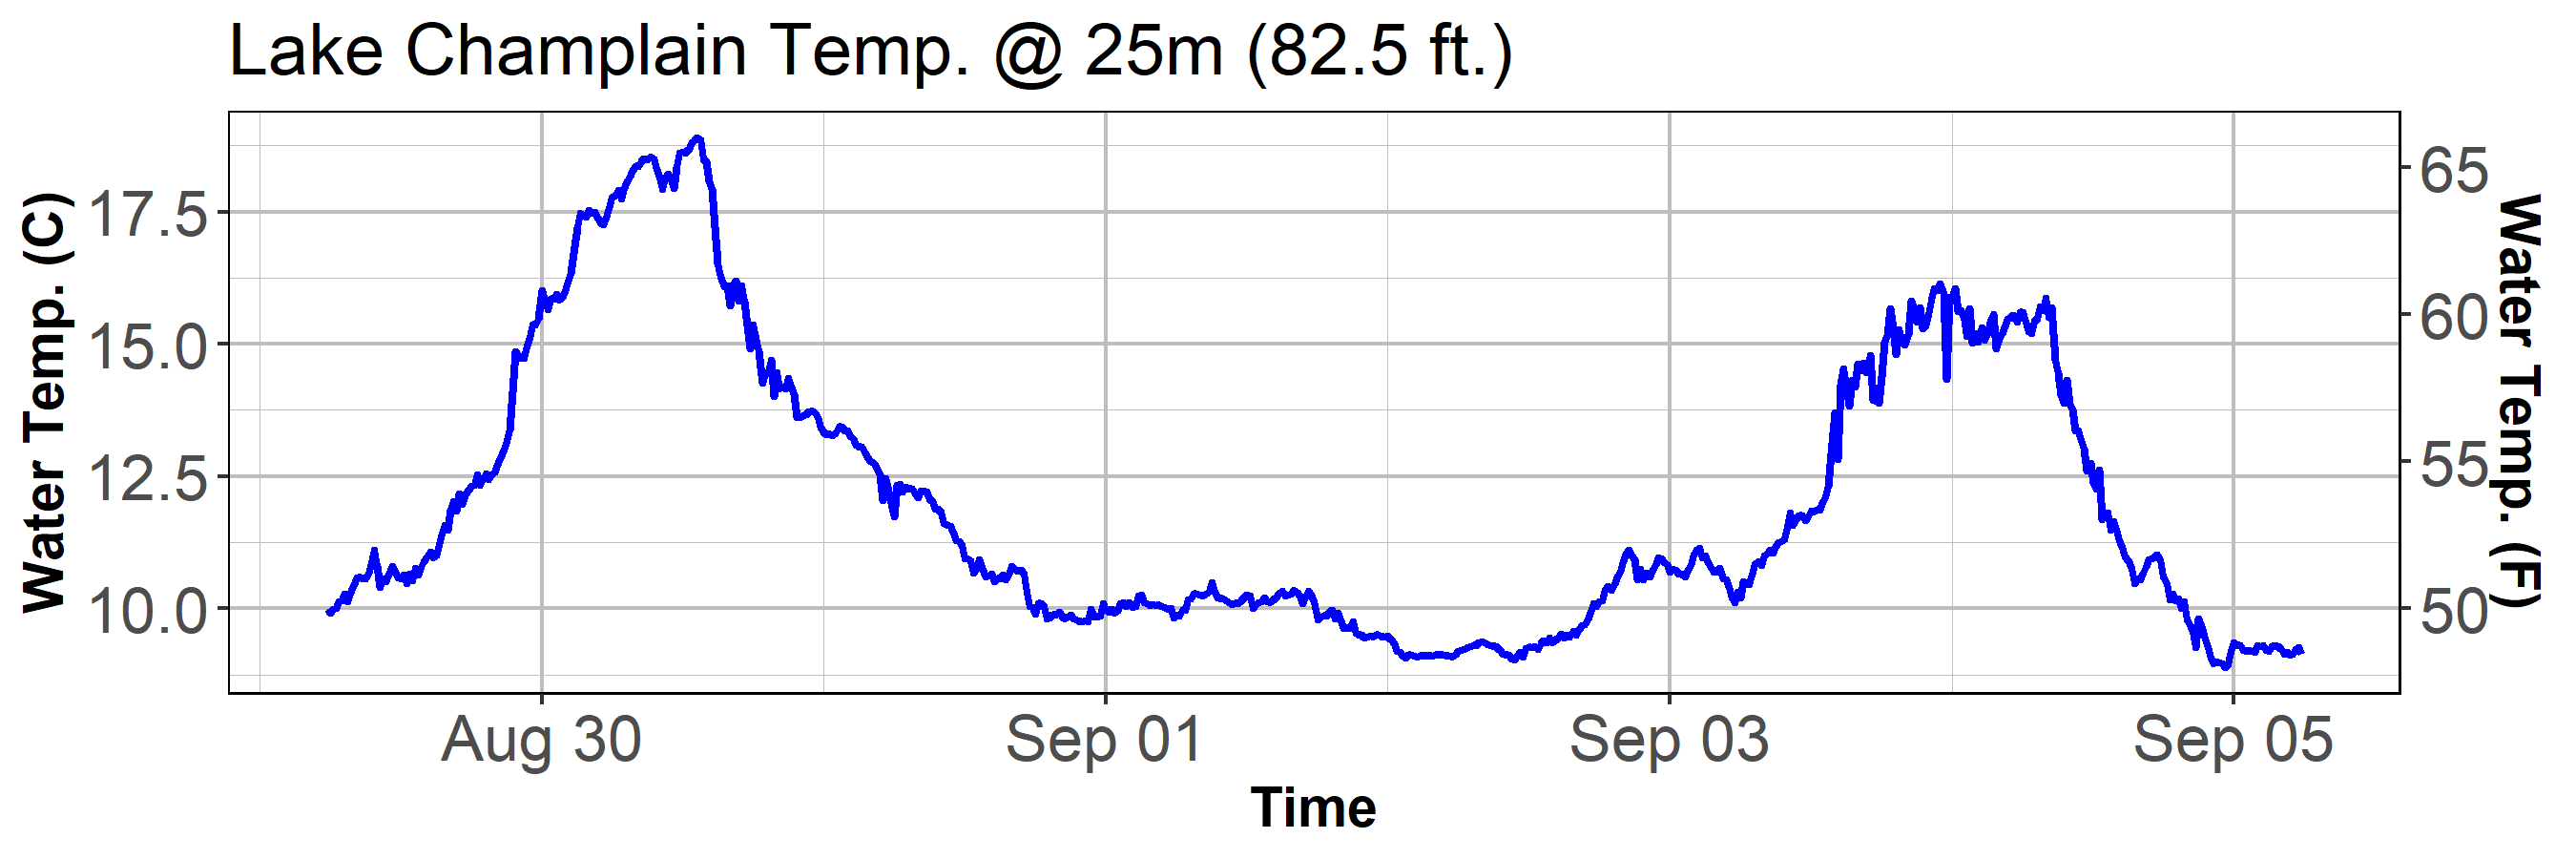 Lake Champlain Temp. @ 25m (82.5 ft.)
Water Temp. (C)
17.5
15.0
12.5
10.0
65
60
55
50
Water Temp. (F)
Aug 30
Sep 01
Sep 03
Sep 05
Time